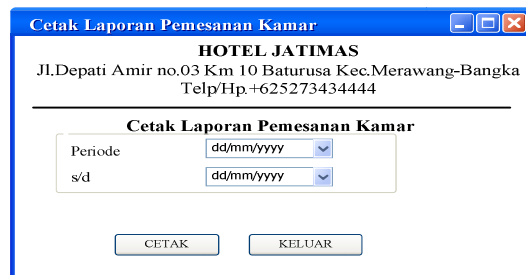 Cetak Laporan Pemesanan Kamar
HOTEL JATIMAS
Jl.Depati Amir no.03 Km 10 Baturusa Kec.Merawang-Bangka
Telp/Hp.+625273434444
Cetak Laporan Pemesanan Kamar
Periode dd/mm/yyyy
s/d dd/mm/yyyy
CETAK KELUAR